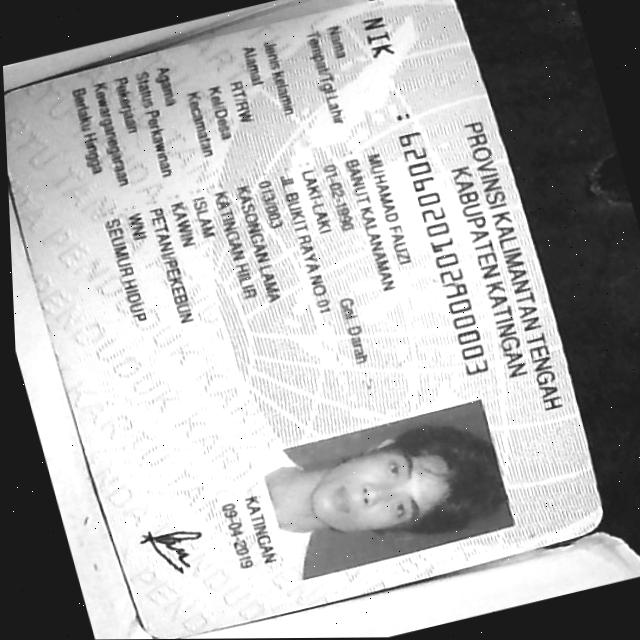 PROVINSI KALIMANTAN TENGAH
KABUPATEN KATINGAN
NIK : 6206020102800003
Nama : MUHAMAD FAUZI
Tempat/Tgl Lahir : BANUT KALANAMAN
01-02-1980
Jenis Kelamin : LAKI-LAKI Gol. Darah : -
Alamat : JL BUKIT RAYA NO 01
RT/RW : 013/003
Kel/Desa : KASONGAN LAMA
Kecamatan : KATINGAN HILIR
Agama : ISLAM
Status Perkawinan : KAWIN
Pekerjaan : PETANI/PEKEBUN
Kewarganegaraan : WNI
Berlaku Hingga : SEUMUR HIDUP
KATINGAN
09-04-2019